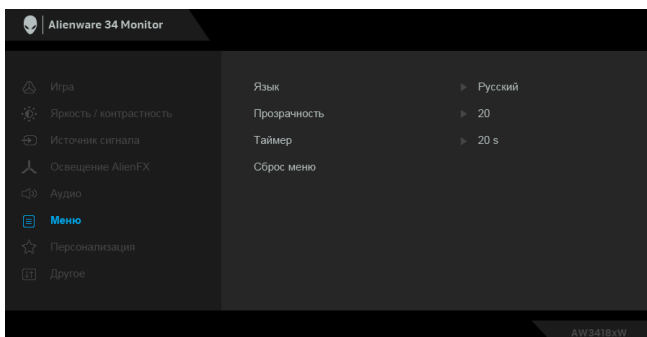 Alienware 34 Monitor
Игра
Язык Русский
Яркость / контрастность Прозрачность 20
Источник сигнала Таймер 20 s
Освещение AlienFX Сброс меню
Аудио
Меню
Персонализация
Другое
AW3418xW